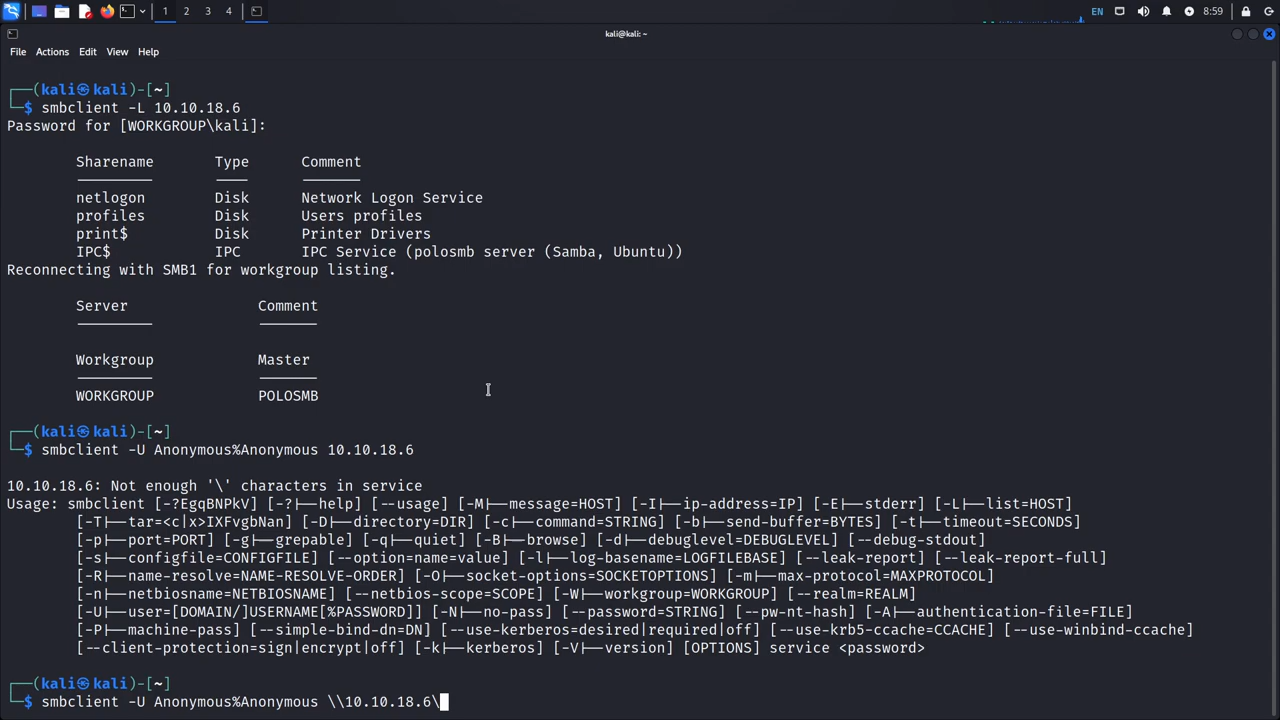 1 2 3 4 EN 8:59
kali@kali: ~
File Actions Edit View Help
┌──(kali㉿kali)-[~]
└─$ smbclient -L 10.10.18.6
Password for [WORKGROUP\kali]:
Sharename Type Comment
netlogon Disk Network Logon Service
profiles Disk Users profiles
print$ Disk Printer Drivers
IPC$ IPC IPC Service (polosmb server (Samba, Ubuntu))
Reconnecting with SMB1 for workgroup listing.
Server Comment
Workgroup Master
WORKGROUP POLOSMB
┌──(kali㉿kali)-[~]
└─$ smbclient -U Anonymous%Anonymous 10.10.18.6
10.10.18.6: Not enough '\' characters in service
Usage: smbclient [-?EgqBNPkV] [-?|--help] [--usage] [-M|--message=HOST] [-I|--ip-address=IP] [-E|--stderr] [-L|--list=HOST]
[-T|--tar=<c|x>IXFvgbNan] [-D|--directory=DIR] [-c|--command=STRING] [-b|--send-buffer=BYTES] [-t|--timeout=SECONDS]
[-p|--port=PORT] [-g|--grepable] [-q|--quiet] [-B|--browse] [-d|--debuglevel=DEBUGLEVEL] [--debug-stdout]
[-s|--configfile=CONFIGFILE] [--option=name=value] [-l|--log-basename=LOGFILEBASE] [--leak-report] [--leak-report-full]
[-R|--name-resolve=NAME-RESOLVE-ORDER] [-O|--socket-options=SOCKETOPTIONS] [-m|--max-protocol=MAXPROTOCOL]
[-n|--netbiosname=NETBIOSNAME] [--netbios-scope=SCOPE] [-W|--workgroup=WORKGROUP] [--realm=REALM]
[-U|--user=[DOMAIN/]USERNAME[%PASSWORD]] [-N|--no-pass] [--password=STRING] [--pw-nt-hash] [-A|--authentication-file=FILE]
[-P|--machine-pass] [--simple-bind-dn=DN] [--use-kerberos=desired|required|off] [--use-krb5-ccache=CCACHE] [--use-winbind-ccache]
[--client-protection=sign|encrypt|off] [-k|--kerberos] [-V|--version] [OPTIONS] service <password>
┌──(kali㉿kali)-[~]
└─$ smbclient -U Anonymous%Anonymous \\10.10.18.6\